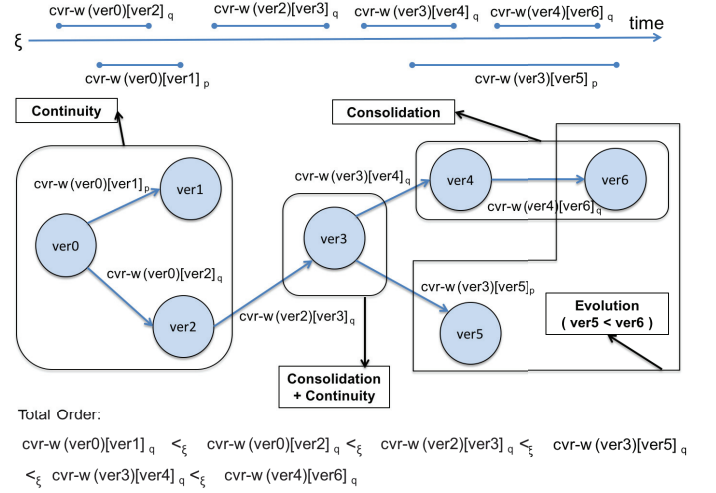 cvr-w (ver0)[ver2] q cvr-w (ver2)[ver3] q cvr-w (ver3)[ver4] q cvr-w (ver4)[ver6] q
time
ξ
cvr-w (ver0)[ver1] p cvr-w (ver3)[ver5] p
Continuity
Consolidation
cvr-w (ver0)[ver1] p
ver1
cvr-w (ver3)[ver4] q
ver4
ver6
cvr-w (ver4)[ver6] q
ver0
ver3
cvr-w (ver0)[ver2] q
cvr-w (ver3)[ver5] p
ver2
cvr-w (ver2)[ver3] q
ver5
Evolution
( ver5 < ver6 )
Consolidation
+ Continuity
Total Order:
cvr-w (ver0)[ver1] q <ξ cvr-w (ver0)[ver2] q <ξ cvr-w (ver2)[ver3] q <ξ cvr-w (ver3)[ver5] q
<ξ cvr-w (ver3)[ver4] q <ξ cvr-w (ver4)[ver6] q